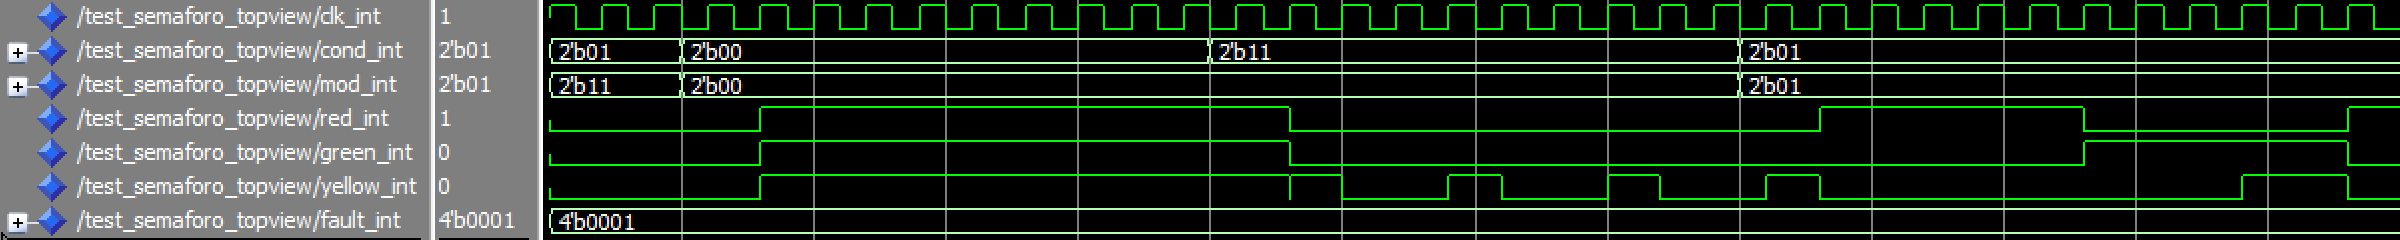 /test_semaforo_topview/clk_int 1
/test_semaforo_topview/cond_int 2'b01 2'b01 2'b00 2'b11 2'b01
/test_semaforo_topview/mod_int 2'b01 2'b11 2'b00 2'b01
/test_semaforo_topview/red_int 1
/test_semaforo_topview/green_int 0
/test_semaforo_topview/yellow_int 0
/test_semaforo_topview/fault_int 4'b0001 4'b0001